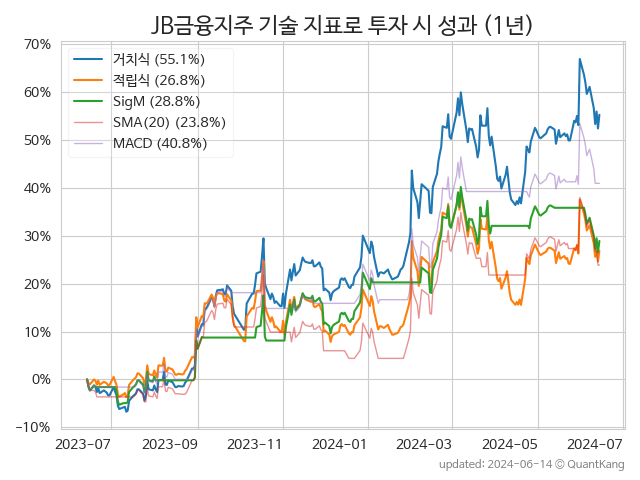 JB금융지주 기술 지표로 투자 시 성과 (1년)
70%
60%
50%
40%
30%
20%
10%
0%
−10%
거치식 (55.1%)
적립식 (26.8%)
SigM (28.8%)
SMA(20) (23.8%)
MACD (40.8%)
2023-07 2023-09 2023-11 2024-01 2024-03 2024-05 2024-07
updated: 2024-06-14 © QuantKang